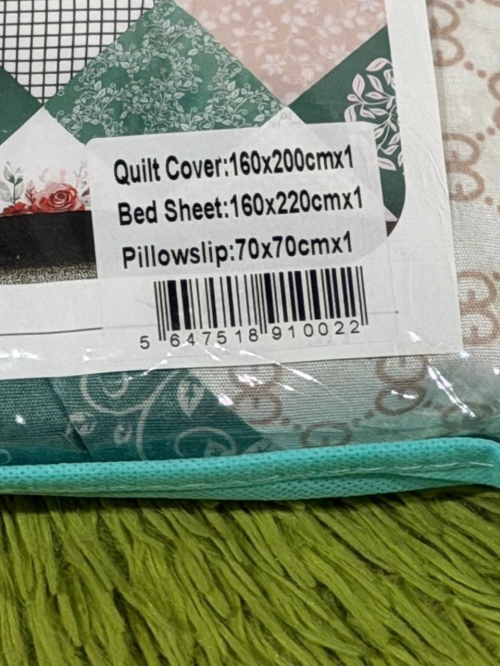 Quilt Cover:160x200cmx1
Bed Sheet:160x220cmx1
Pillowslip:70x70cmx1
5 647518 910022